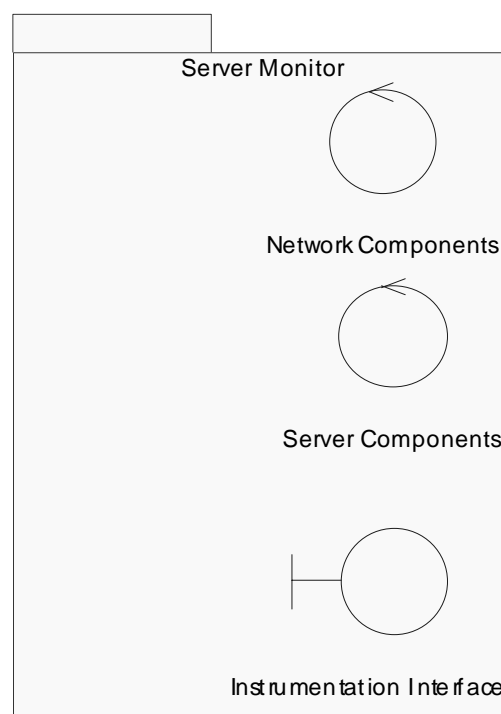 Server Monitor
Network Components
Server Components
Instrumentation Interface